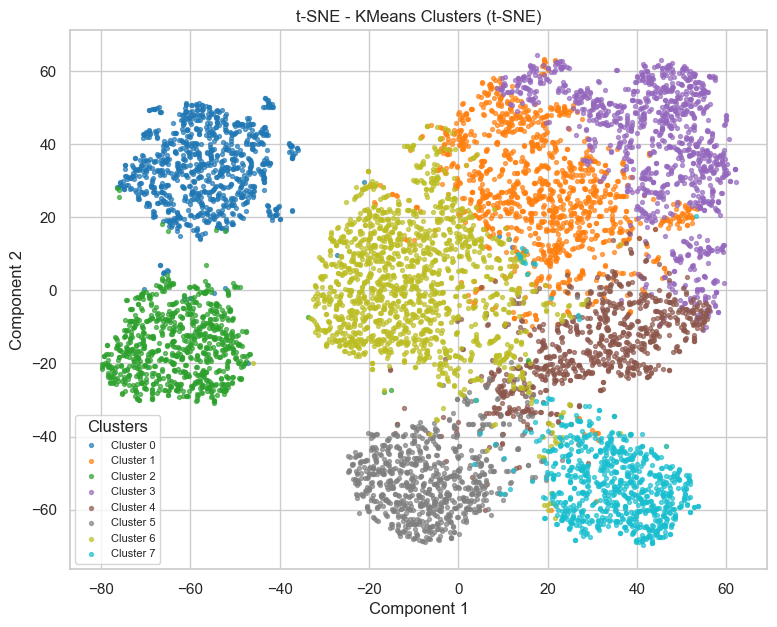 t-SNE - KMeans Clusters (t-SNE)
60
40
20
0
−20
−40
−60
Component 2
Clusters
Cluster 0
Cluster 1
Cluster 2
Cluster 3
Cluster 4
Cluster 5
Cluster 6
Cluster 7
−80 −60 −40 −20 0 20 40 60
Component 1